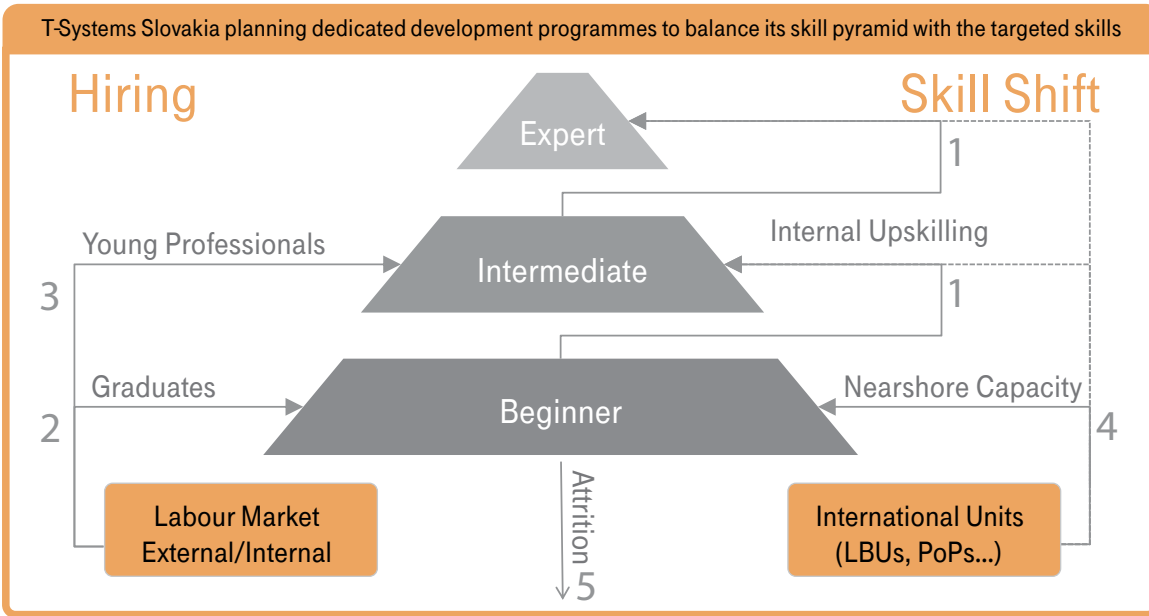 T-Systems Slovakia planning dedicated development programmes to balance its skill pyramid with the targeted skills
Hiring
Skill Shift
Expert
1
Young Professionals
Internal Upskilling
Intermediate
3
1
Graduates
Nearshore Capacity
Beginner
2
4
Labour Market
External/Internal
Attrition
5
International Units
(LBUs, PoPs...)